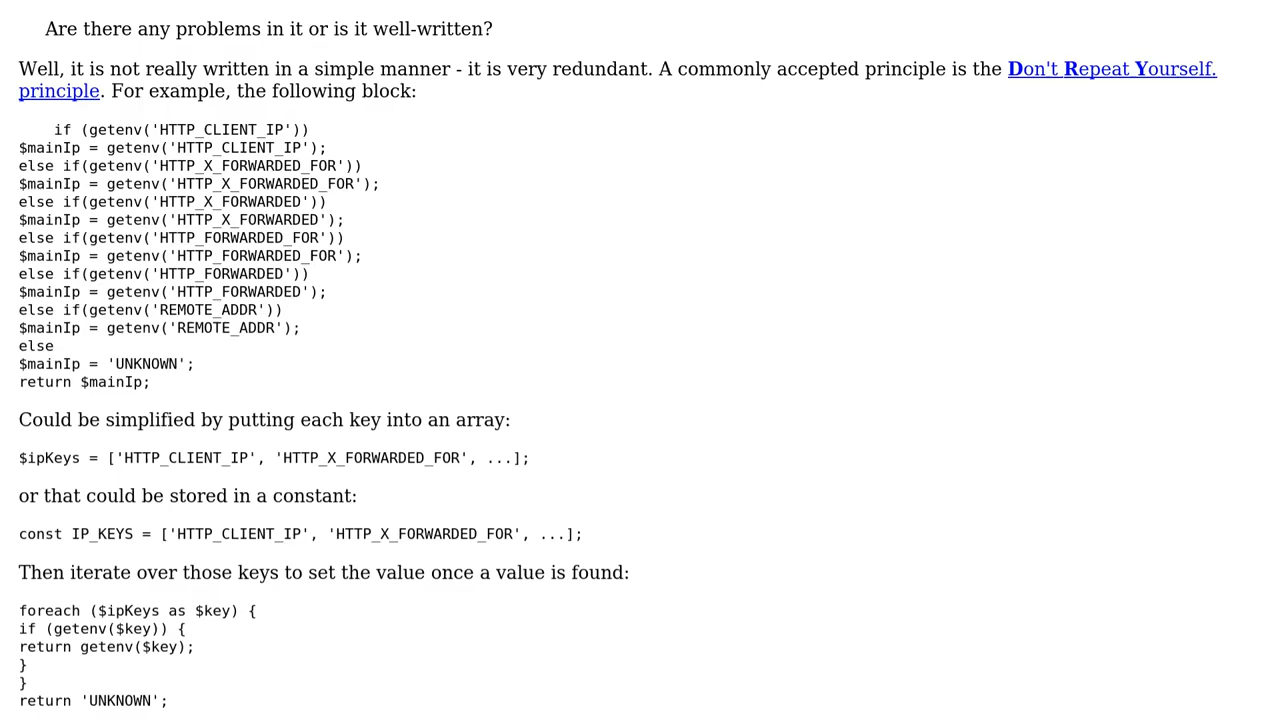 Are there any problems in it or is it well-written?
Well, it is not really written in a simple manner - it is very redundant. A commonly accepted principle is the Don't Repeat Yourself.
principle. For example, the following block:
if (getenv('HTTP_CLIENT_IP'))
$mainIp = getenv('HTTP_CLIENT_IP');
else if(getenv('HTTP_X_FORWARDED_FOR'))
$mainIp = getenv('HTTP_X_FORWARDED_FOR');
else if(getenv('HTTP_X_FORWARDED'))
$mainIp = getenv('HTTP_X_FORWARDED');
else if(getenv('HTTP_FORWARDED_FOR'))
$mainIp = getenv('HTTP_FORWARDED_FOR');
else if(getenv('HTTP_FORWARDED'))
$mainIp = getenv('HTTP_FORWARDED');
else if(getenv('REMOTE_ADDR'))
$mainIp = getenv('REMOTE_ADDR');
else
$mainIp = 'UNKNOWN';
return $mainIp;
Could be simplified by putting each key into an array:
$ipKeys = ['HTTP_CLIENT_IP', 'HTTP_X_FORWARDED_FOR', ...];
or that could be stored in a constant:
const IP_KEYS = ['HTTP_CLIENT_IP', 'HTTP_X_FORWARDED_FOR', ...];
Then iterate over those keys to set the value once a value is found:
foreach ($ipKeys as $key) {
if (getenv($key)) {
return getenv($key);
}
}
return 'UNKNOWN';